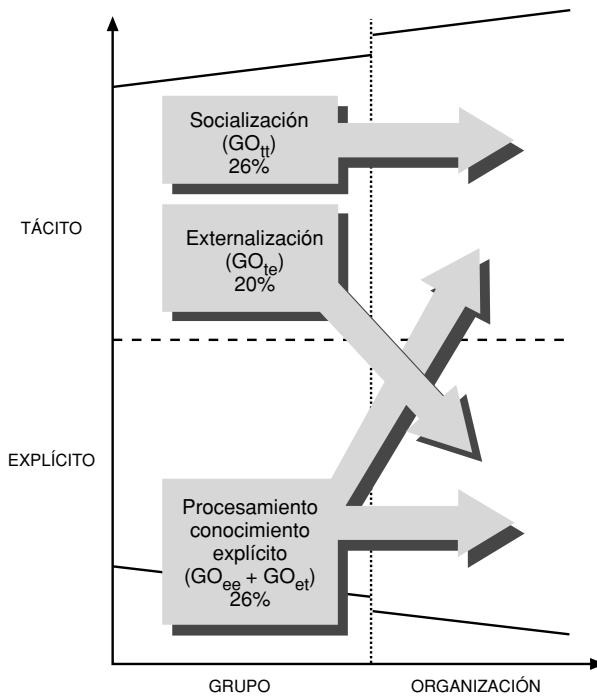 Socialización
(GOtt)
26%
TÁCITO
Externalización
(GOte)
20%
EXPLÍCITO
Procesamiento
conocimiento
explícito
(GOee + GOet)
26%
GRUPO
ORGANIZACIÓN